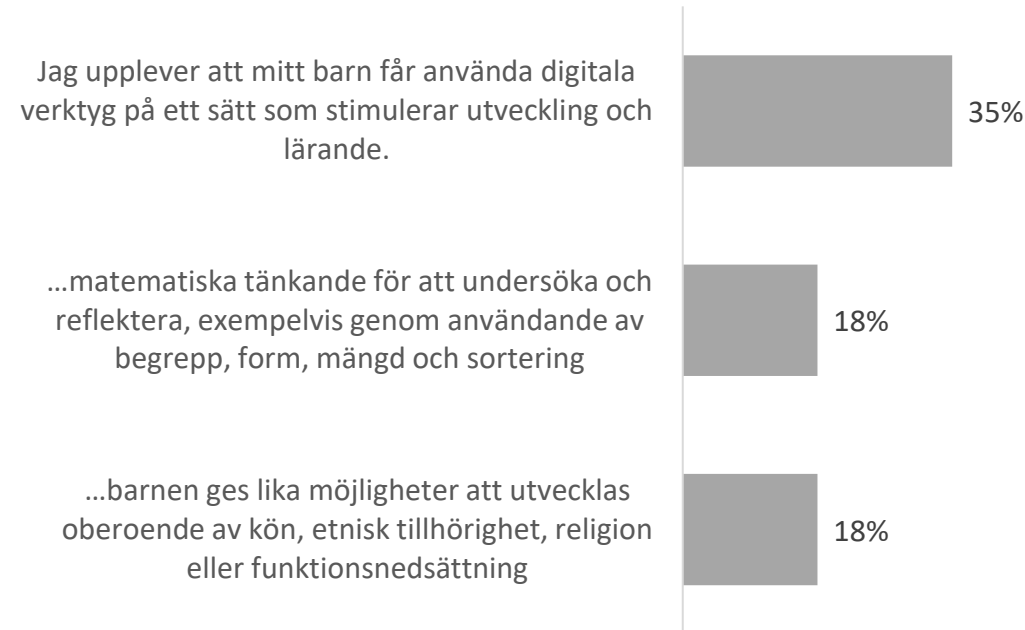 Jag upplever att mitt barn får använda digitala
verktyg på ett sätt som stimulerar utveckling och
lärande.
35%
…matematiska tänkande för att undersöka och
reflektera, exempelvis genom användande av
begrepp, form, mängd och sortering
18%
…barnen ges lika möjligheter att utvecklas
oberoende av kön, etnisk tillhörighet, religion
eller funktionsnedsättning
18%